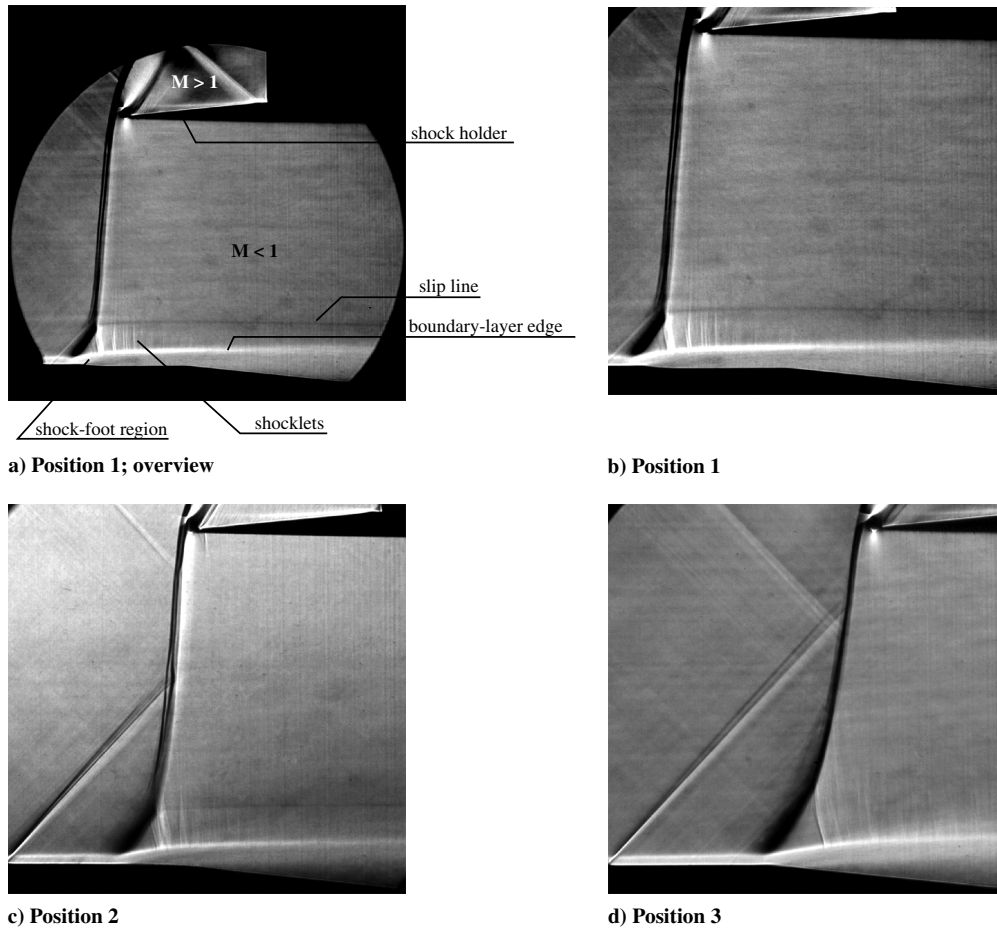 M > 1
shock holder
M < 1
slip line
boundary-layer edge
shock-foot region
shocklets
a) Position 1; overview
b) Position 1
c) Position 2
d) Position 3